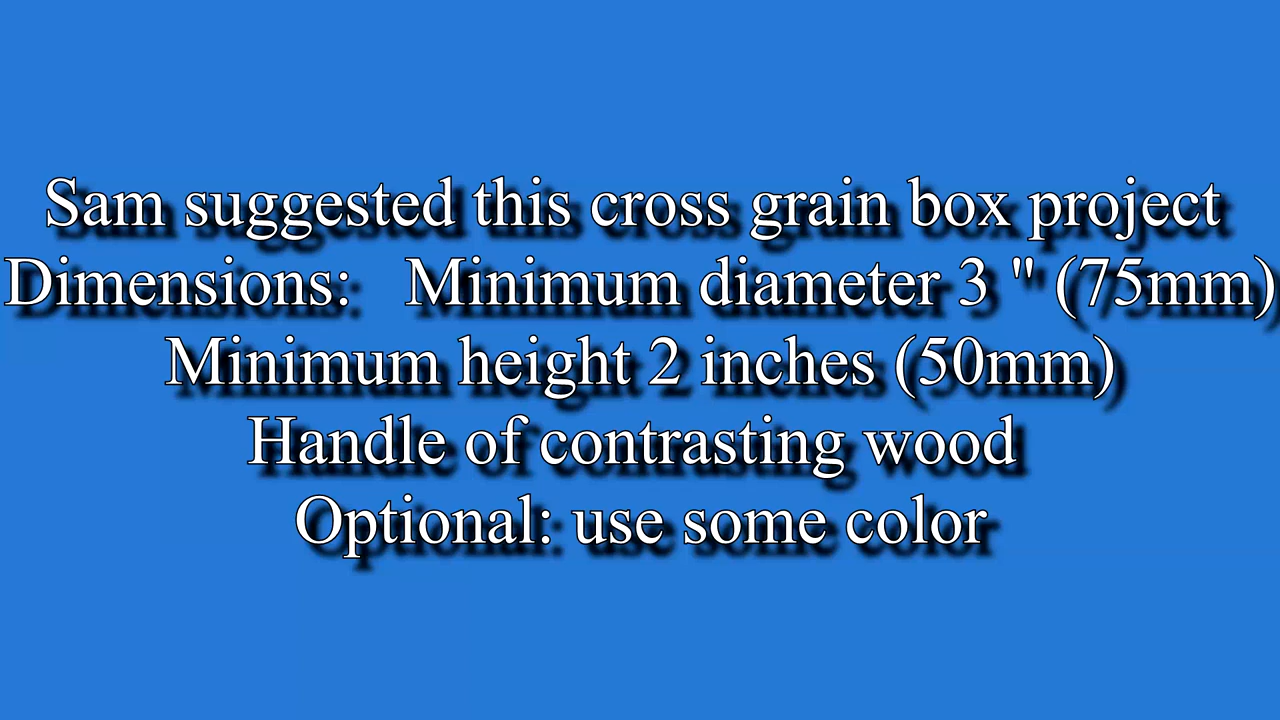 Sam suggested this cross grain box project
Dimensions:   Minimum diameter 3 " (75mm)
Minimum height 2 inches (50mm)
Handle of contrasting wood
Optional: use some color